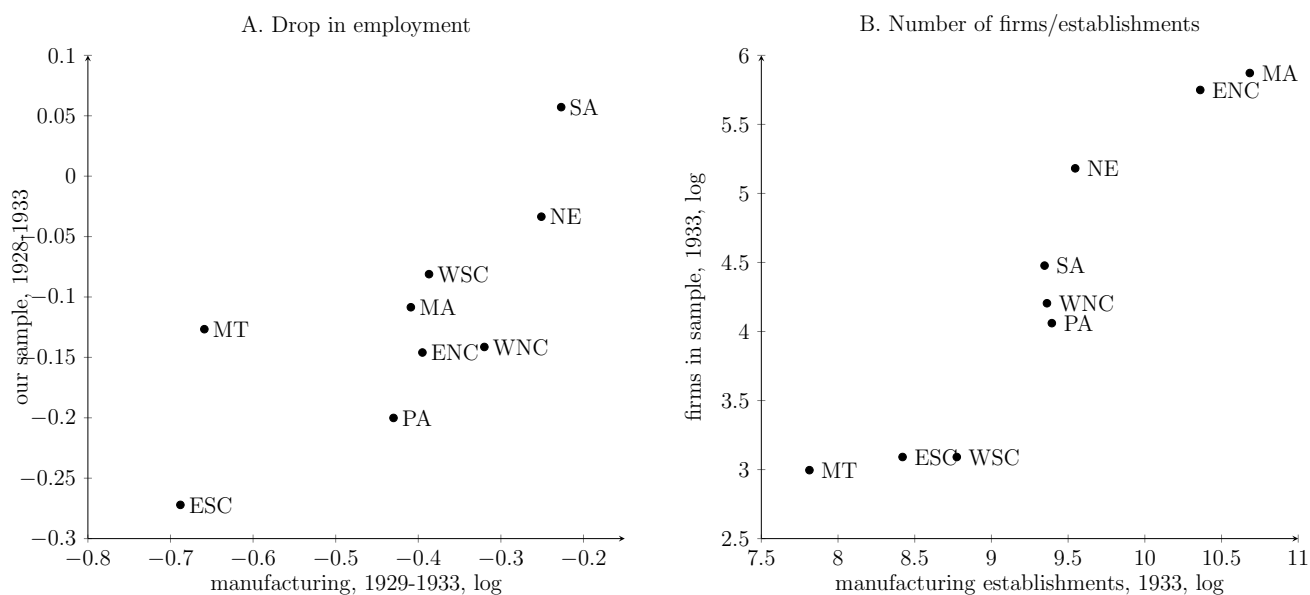 A. Drop in employment
0.1
0.05
0
−0.05
−0.1
−0.15
−0.2
−0.25
−0.3
our sample, 1928-1933
SA
NE
WSC
MA
MT
ENC
WNC
PA
ESC
−0.8
−0.7
−0.6
−0.5
−0.4
−0.3
−0.2
manufacturing, 1929-1933, log
B. Number of firms/establishments
6
5.5
5
4.5
4
3.5
3
2.5
firms in sample, 1933, log
MA
ENC
NE
SA
WNC
PA
MT
ESC
WSC
7.5
8
8.5
9
9.5
10
10.5
11
manufacturing establishments, 1933, log